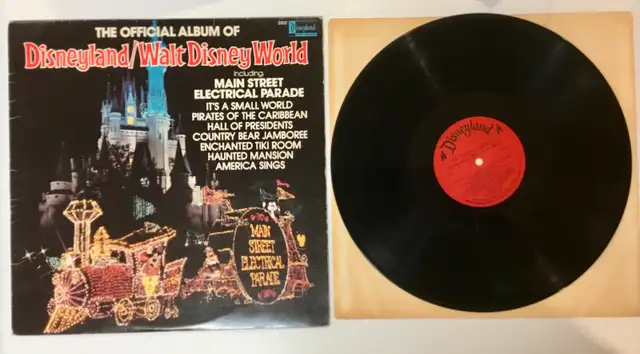 THE OFFICIAL ALBUM OF
Disneyland/Walt Disney World
Including:
MAIN STREET
ELECTRICAL PARADE
IT'S A SMALL WORLD
PIRATES OF THE CARIBBEAN
HALL OF PRESIDENTS
COUNTRY BEAR JAMBOREE
ENCHANTED TIKI ROOM
HAUNTED MANSION
AMERICA SINGS
MAIN
STREET
ELECTRICAL
PARADE
Disneyland